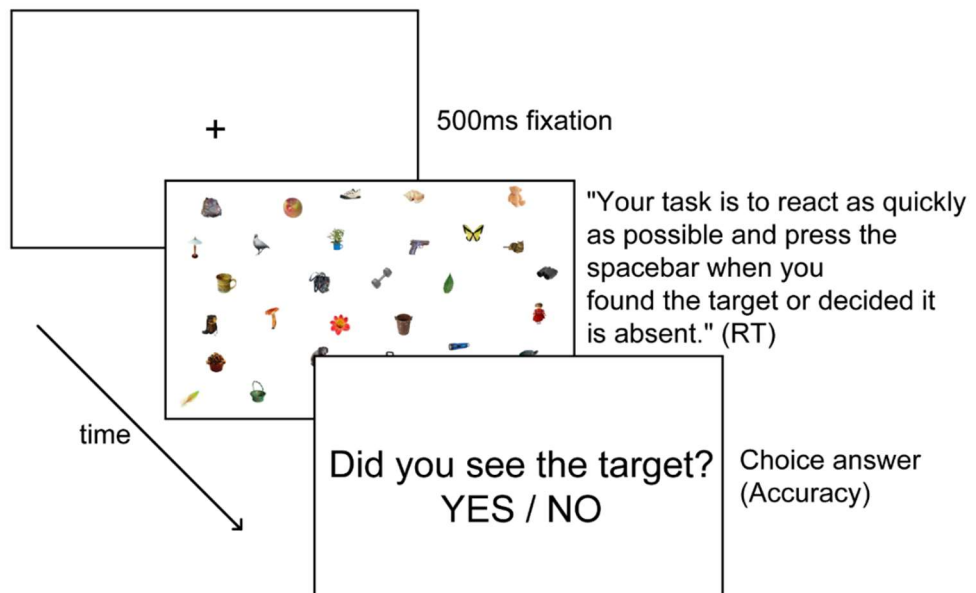 +
500ms fixation
"Your task is to react as quickly
as possible and press the
spacebar when you
found the target or decided it
is absent." (RT)
time
Did you see the target?
YES / NO
Choice answer
(Accuracy)